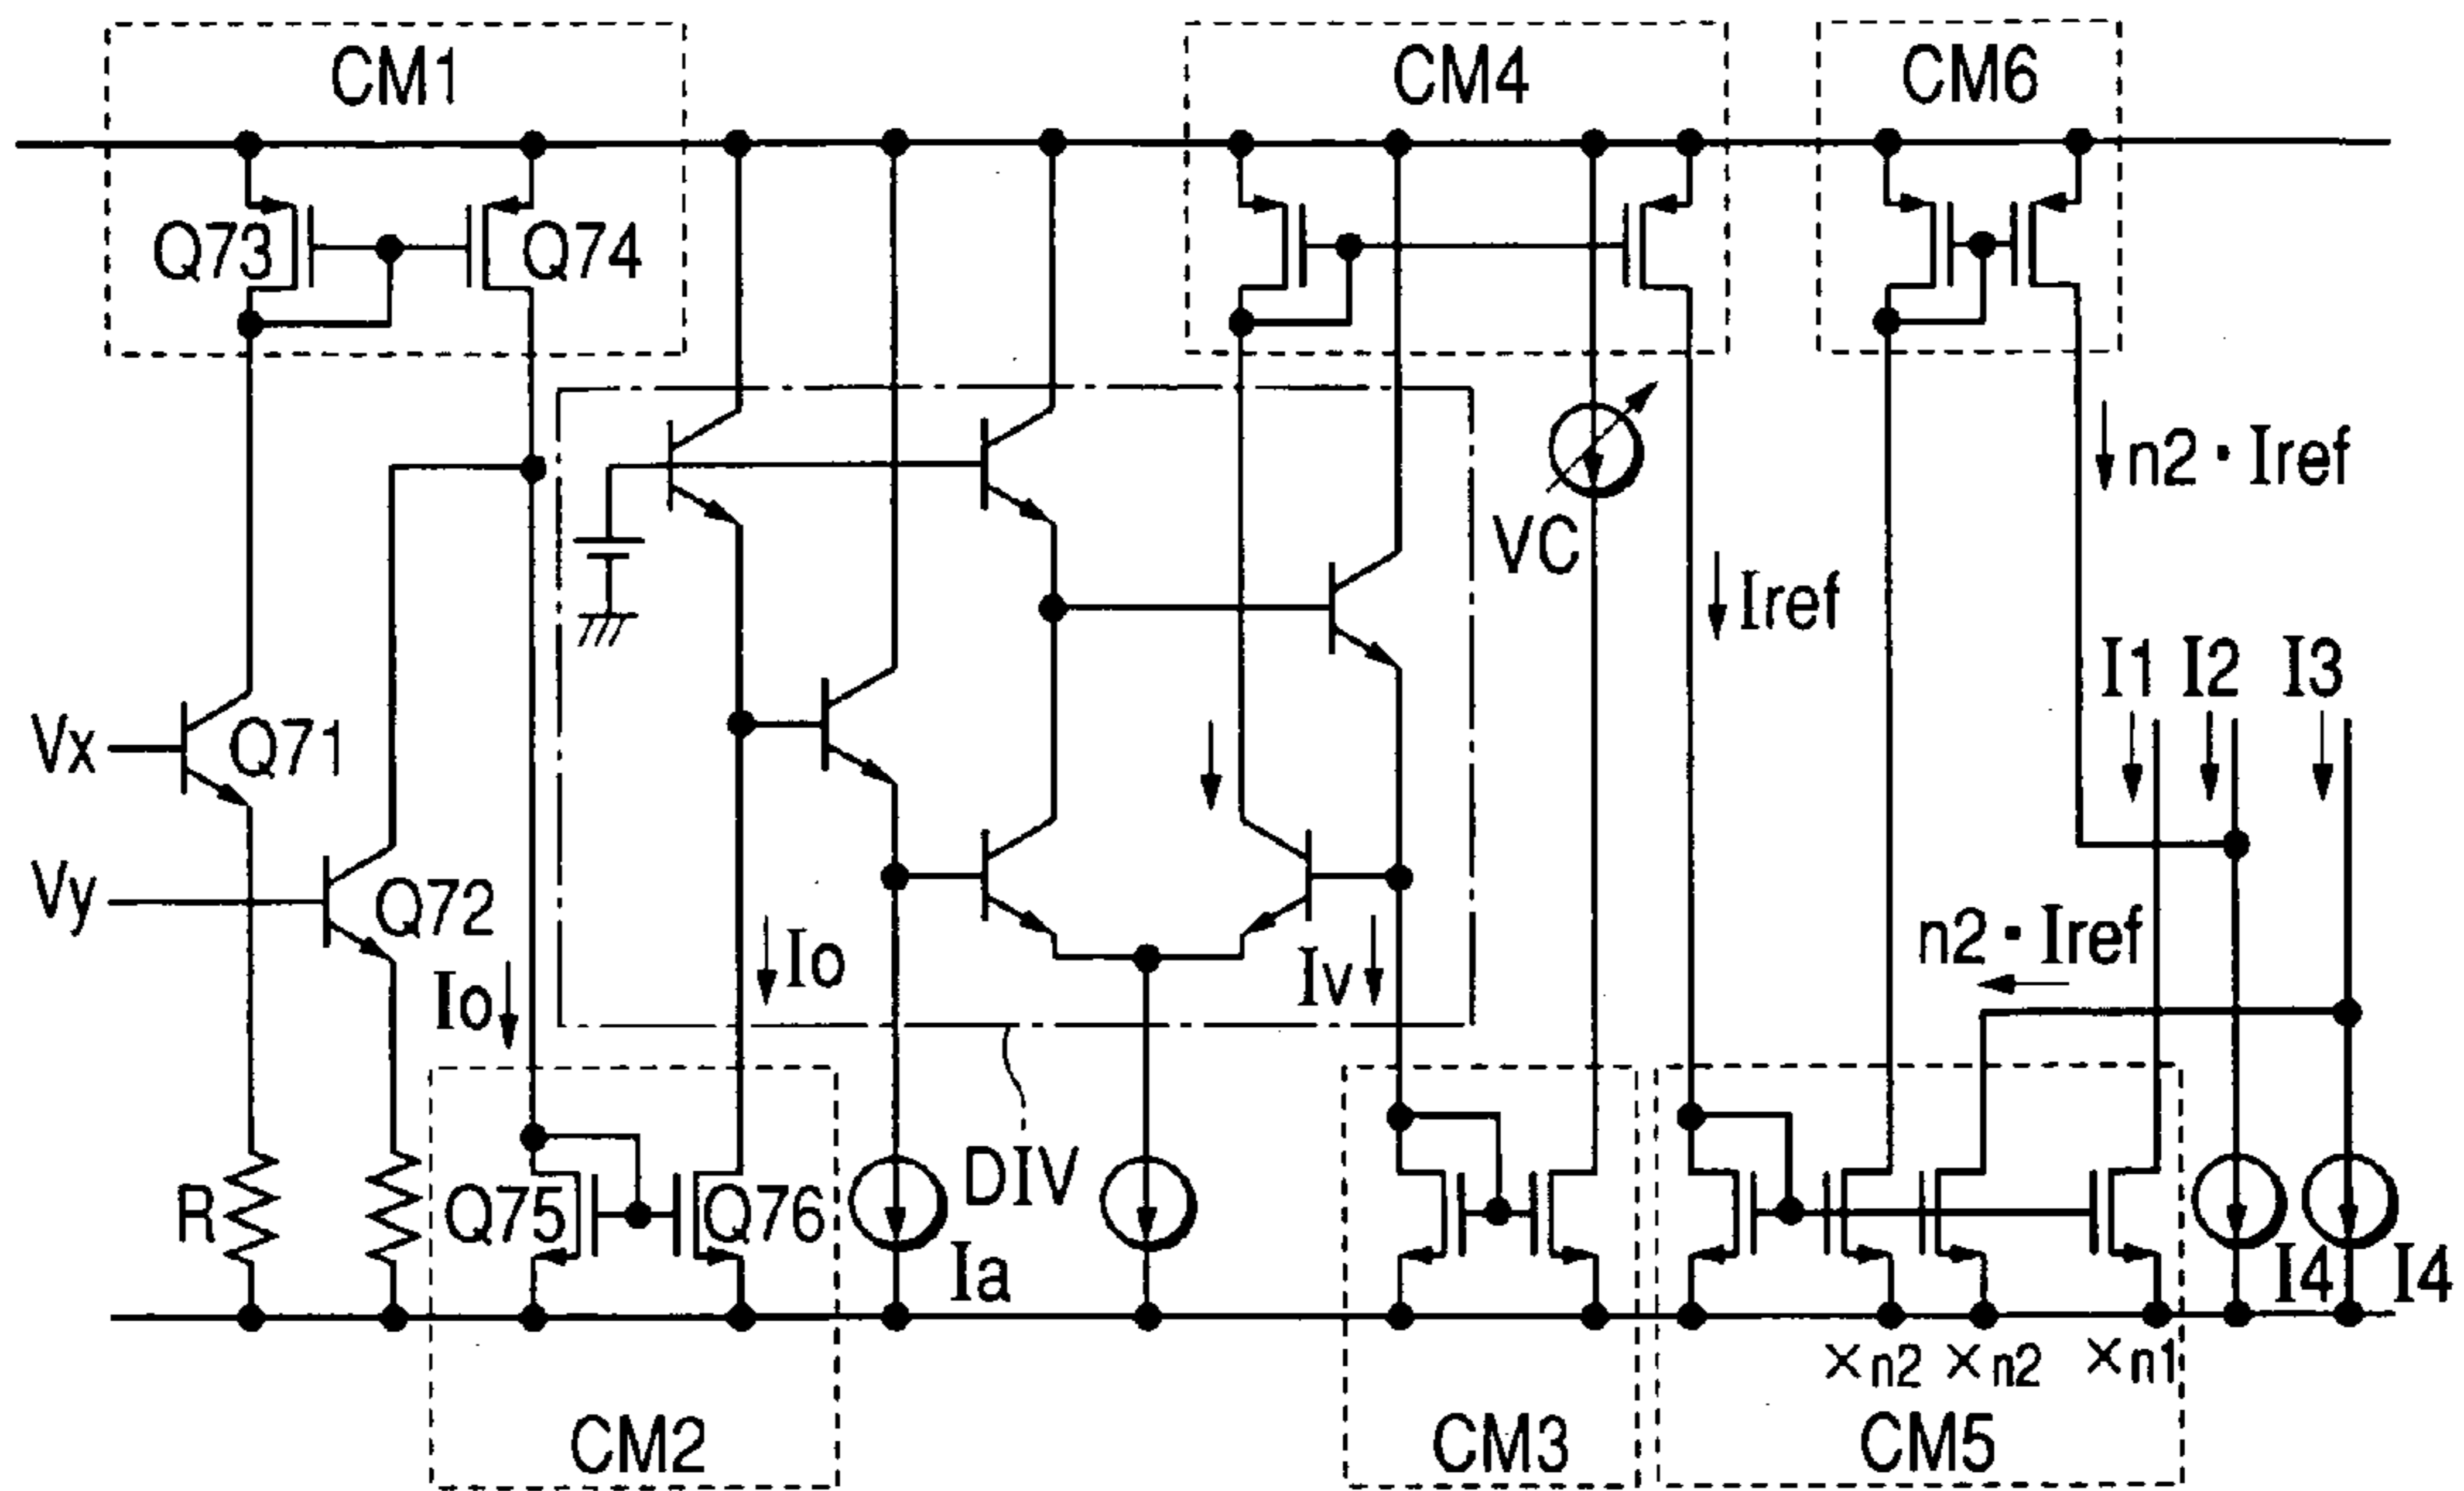 CM1
CM4
CM6
Q73
Q74
n2・Iref
VC
Iref
I1
I2
I3
Vx
Q71
Vy
Q72
n2・Iref
Io
Io
Iv
R
Q75
Q76
DIV
Ia
I4
I4
×n2
×n2
×n1
CM2
CM3
CM5